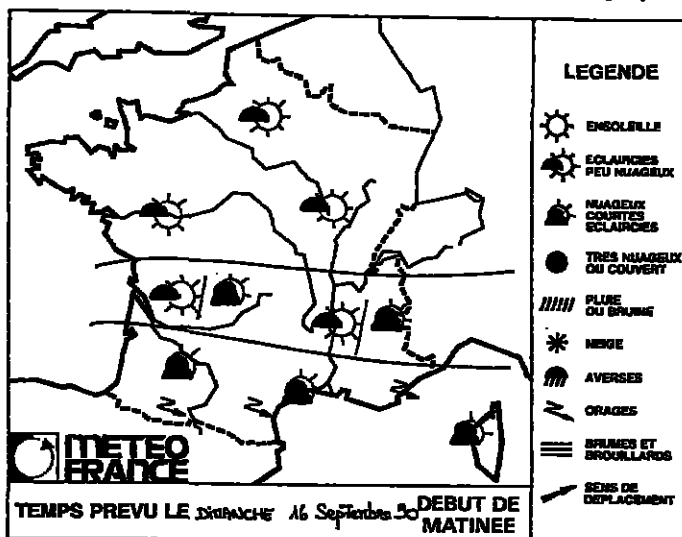 LEGENDE
ENSOLEILLE
ECLAIRCIES
PEU NUAGEUX
NUAGEUX
COURTES
ECLAIRCIES
TRES NUAGEUX
OU COUVERT
PLUIE
OU BRUINE
NEIGE
AVERSES
ORAGES
BRUMES ET
BROUILLARDS
SENS DE
DEPLACEMENT
METEO
FRANCE
TEMPS PREVU LE DIMANCHE 16 Septembre 90 DEBUT DE
MATINEE